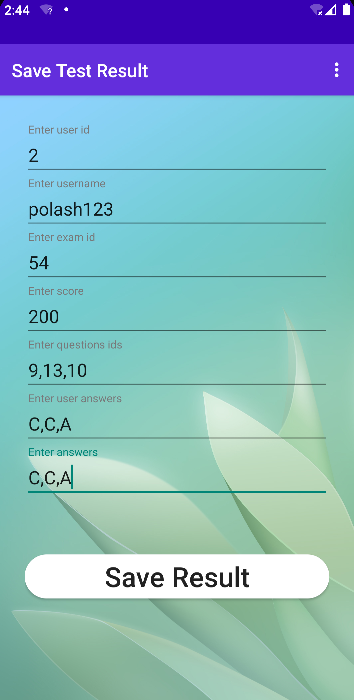 2:44
Save Test Result
Enter user id
2
Enter username
polash123
Enter exam id
54
Enter score
200
Enter questions ids
9,13,10
Enter user answers
C,C,A
Enter answers
C,C,A
Save Result